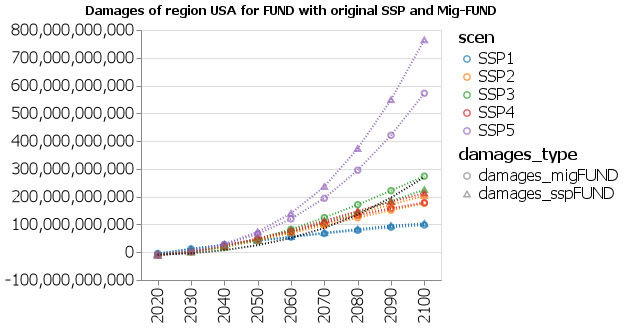 Damages of region USA for FUND with original SSP and Mig-FUND
800,000,000,000
700,000,000,000
600,000,000,000
500,000,000,000
400,000,000,000
300,000,000,000
200,000,000,000
100,000,000,000
0
-100,000,000,000
2020
2030
2040
2050
2060
2070
2080
2090
2100
scen
SSP1
SSP2
SSP3
SSP4
SSP5
damages_type
damages_migFUND
damages_sspFUND